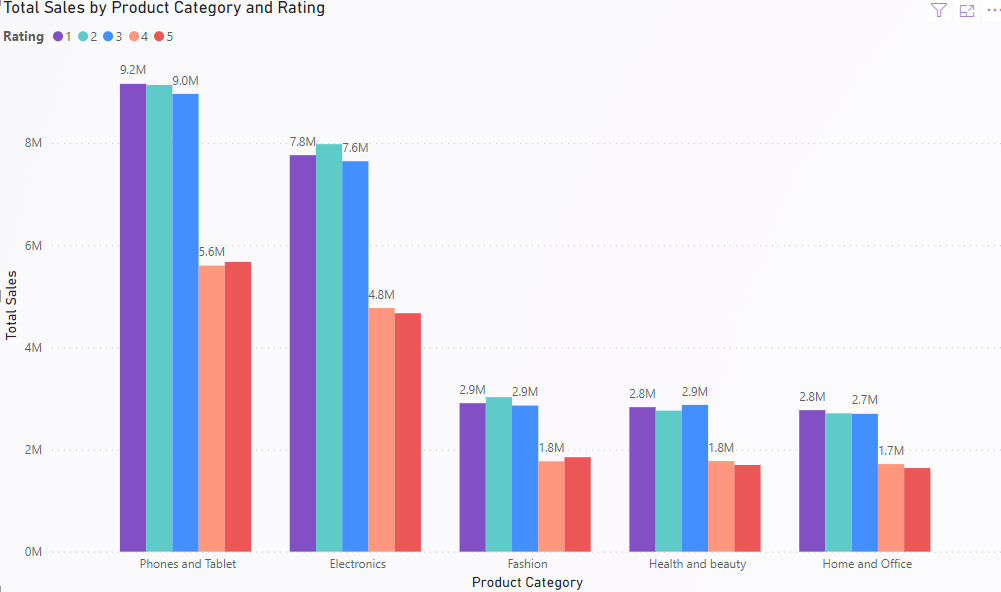 Total Sales by Product Category and Rating
Rating 1 2 3 4 5
9.2M
9.0M
8M
7.8M
7.6M
6M
5.6M
4.8M
Total Sales
4M
2.9M
2.9M
2.8M
2.9M
2.8M
2.7M
2M
1.8M
1.8M
1.7M
0M
Phones and Tablet
Electronics
Fashion
Health and beauty
Home and Office
Product Category